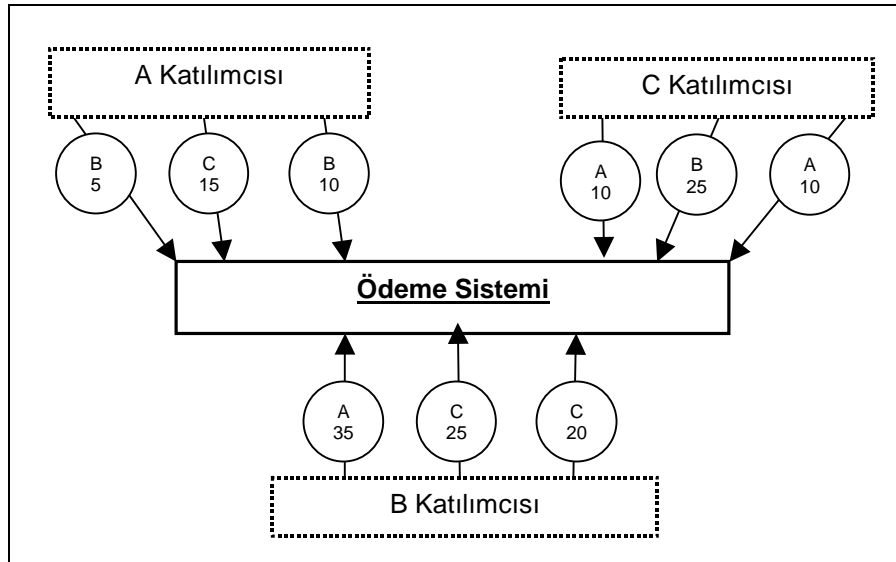 A Katılımcısı
C Katılımcısı
B
5
C
15
B
10
A
10
B
25
A
10
Ödeme Sistemi
A
35
C
25
C
20
B Katılımcısı